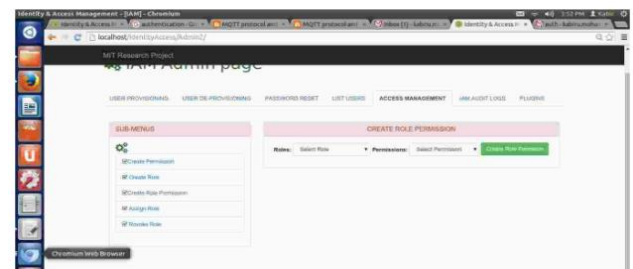 Identity & Access Management - [IAM] - Chromium
3:52 PM
localhost/IdentityAccess/Admin2/
MIT Research Project
IAM Admin page
USER PROVISIONING USER DE-PROVISIONING PASSWORD RESET LIST USERS ACCESS MANAGEMENT IAM AUDIT LOGS PLUGINS
SUB-MENUS
CREATE ROLE PERMISSION
Roles: Select Role Permissions: Select Permission Create Role Permission
Create Permission
Create Role
Create Role Permission
Assign Role
Revoke Role
Chromium Web Browser